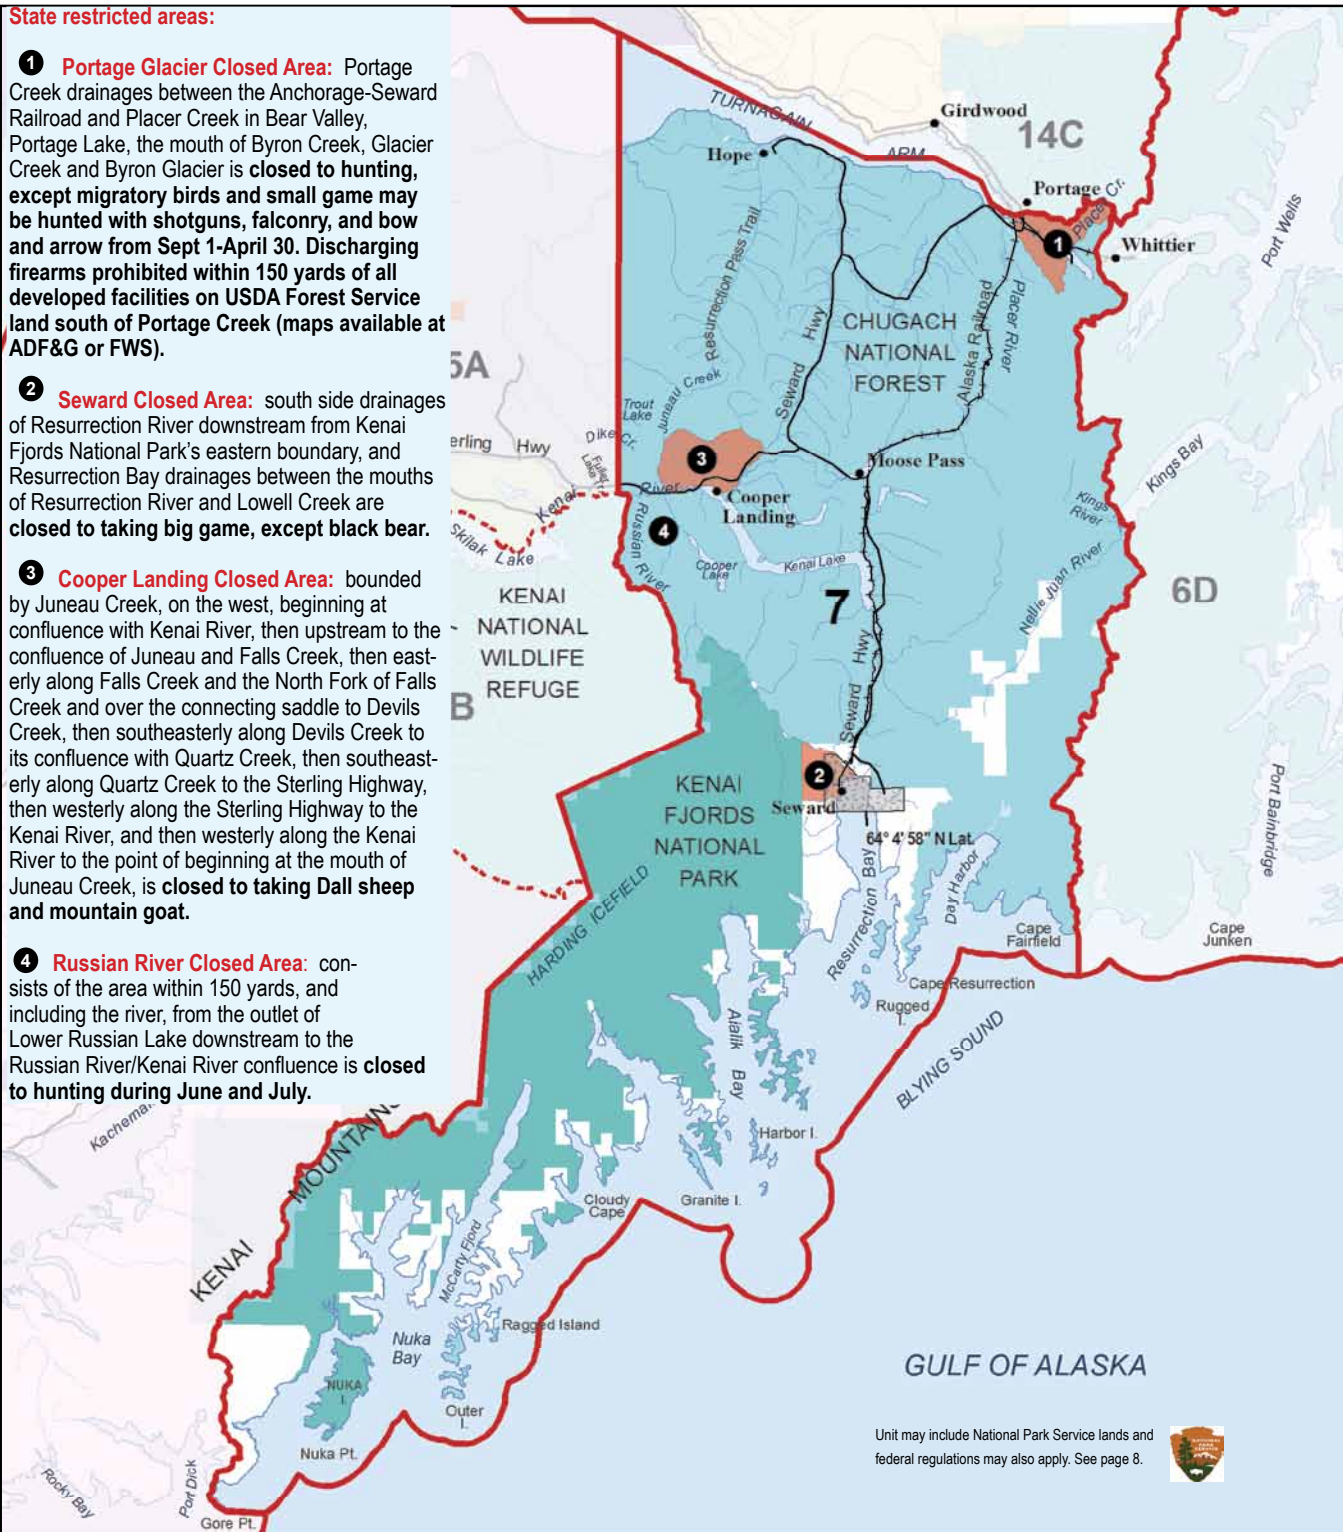 State restricted areas:
1 Portage Glacier Closed Area: Portage
Creek drainages between the Anchorage-Seward
Railroad and Placer Creek in Bear Valley,
Portage Lake, the mouth of Byron Creek, Glacier
Creek and Byron Glacier is closed to hunting,
except migratory birds and small game may
be hunted with shotguns, falconry, and bow
and arrow from Sept 1-April 30. Discharging
firearms prohibited within 150 yards of all
developed facilities on USDA Forest Service
land south of Portage Creek (maps available at
ADF&G or FWS).
2 Seward Closed Area: south side drainages
of Resurrection River downstream from Kenai
Fjords National Park's eastern boundary, and
Resurrection Bay drainages between the mouths
of Resurrection River and Lowell Creek are
closed to taking big game, except black bear.
3 Cooper Landing Closed Area: bounded
by Juneau Creek, on the west, beginning at
confluence with Kenai River, then upstream to the
confluence of Juneau and Falls Creek, then east-
erly along Falls Creek and the North Fork of Falls
Creek and over the connecting saddle to Devils
Creek, then southeasterly along Devils Creek to
its confluence with Quartz Creek, then southeast-
erly along Quartz Creek to the Sterling Highway,
then westerly along the Sterling Highway to the
Kenai River, and then westerly along the Kenai
River to the point of beginning at the mouth of
Juneau Creek, is closed to taking Dall sheep
and mountain goat.
4 Russian River Closed Area: con-
sists of the area within 150 yards, and
including the river, from the outlet of
Lower Russian Lake downstream to the
Russian River/Kenai River confluence is closed
to hunting during June and July.
TURNAGAIN
ARM
Girdwood
14C
Hope
Portage
Placer Cr.
1
Whittier
Port Wells
Resurrection Pass Trail
Seward Hwy
CHUGACH
NATIONAL
FOREST
Alaska Railroad
Placer River
5A
Juneau Creek
Trout
Lake
Dike Cr.
erling Hwy
Fuller
Lake Tr.
3
Moose Pass
Kenai River
Cooper
Landing
4
Russian River
Skilak Lake
Cooper
Lake
Kenai Lake
Kings Bay
Kings
River
Nellie Juan River
6D
7
KENAI
NATIONAL
WILDLIFE
REFUGE
B
Seward Hwy
2
Seward
64° 4' 58" N Lat.
KENAI
FJORDS
NATIONAL
PARK
Port Bainbridge
HARDING ICEFIELD
Resurrection Bay
Day Harbor
Cape
Fairfield
Cape
Junken
Cape Resurrection
Rugged
I.
Aialik
Bay
BLYING SOUND
Harbor I.
Granite I.
Cloudy
Cape
Kachema
KENAI MOUNTAINS
McCarty Fjord
Ragged Island
Nuka
Bay
NUKA
I.
Outer
I.
Nuka Pt.
Rocky Bay
Port Dick
Gore Pt.
GULF OF ALASKA
Unit may include National Park Service lands and
federal regulations may also apply. See page 8.
NATIONAL
PARK
SERVICE